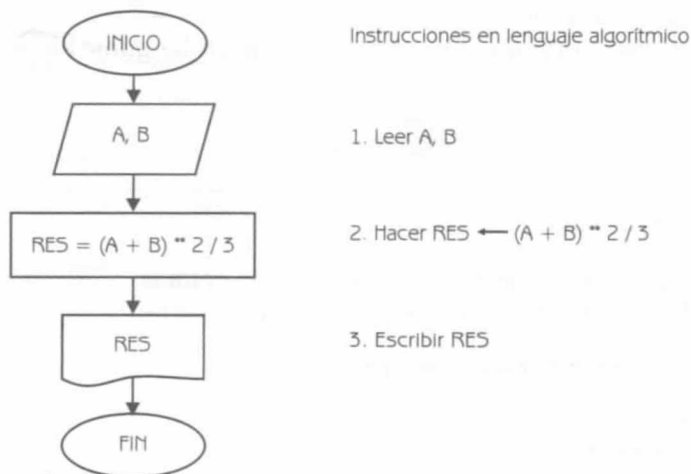 INICIO
Instrucciones en lenguaje algorítmico
A, B
1. Leer A, B
RES = (A + B) ** 2 / 3
2. Hacer RES ← (A + B) ** 2 / 3
RES
3. Escribir RES
FIN